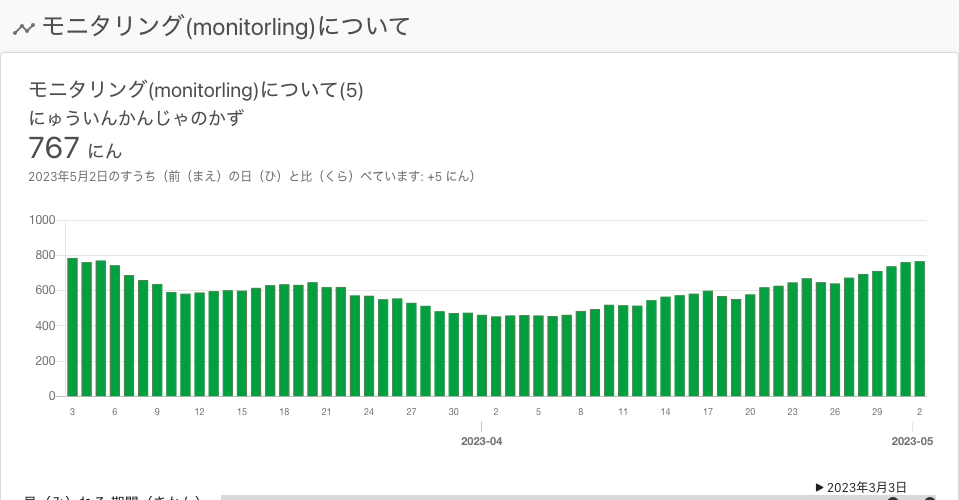 モニタリング(monitorling)について
モニタリング(monitorling)について(5)
にゅういんかんじゃのかず
767 にん
2023年5月2日のすうち（前（まえ）の日（ひ）と比（くら）べています: +5 にん）
1000
800
600
400
200
0
3 6 9 12 15 18 21 24 27 30 2 5 8 11 14 17 20 23 26 29 2
2023-04 2023-05
▶ 2023年3月3日